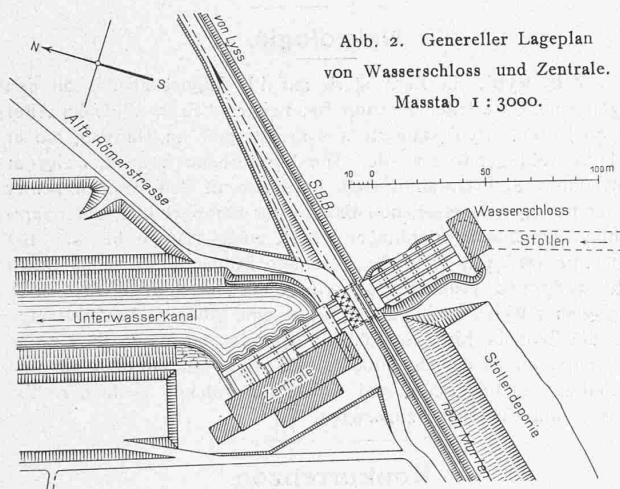 Abb. 2. Genereller Lageplan
von Wasserschloss und Zentrale.
Masstab 1 : 3000.
N
S
von Lyss
Alte Römerstrasse
S.B.B.
10 0 50 100m
Wasserschloss
Stollen
Unterwasserkanal
Zentrale
Stollendeponie
nach Murten